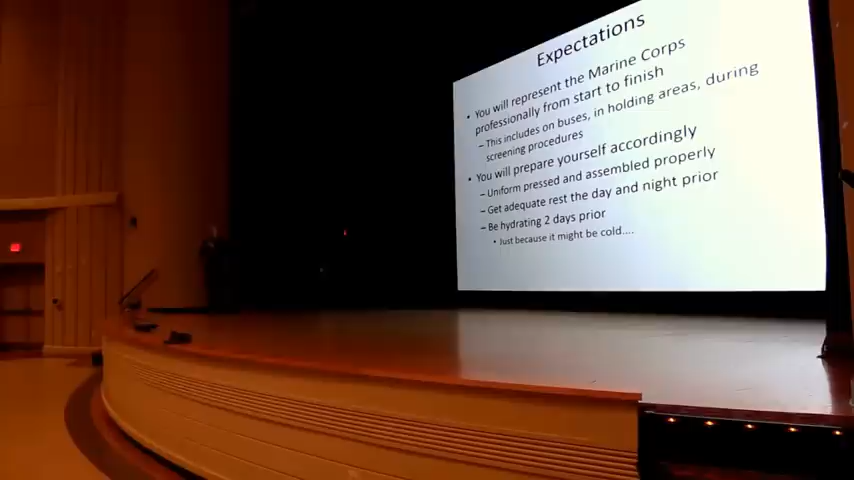 Expectations
• You will represent the Marine Corps
professionally from start to finish
– This includes on buses, in holding areas, during
screening procedures
• You will prepare yourself accordingly
– Uniform pressed and assembled properly
– Get adequate rest the day and night prior
– Be hydrating 2 days prior
• Just because it might be cold....